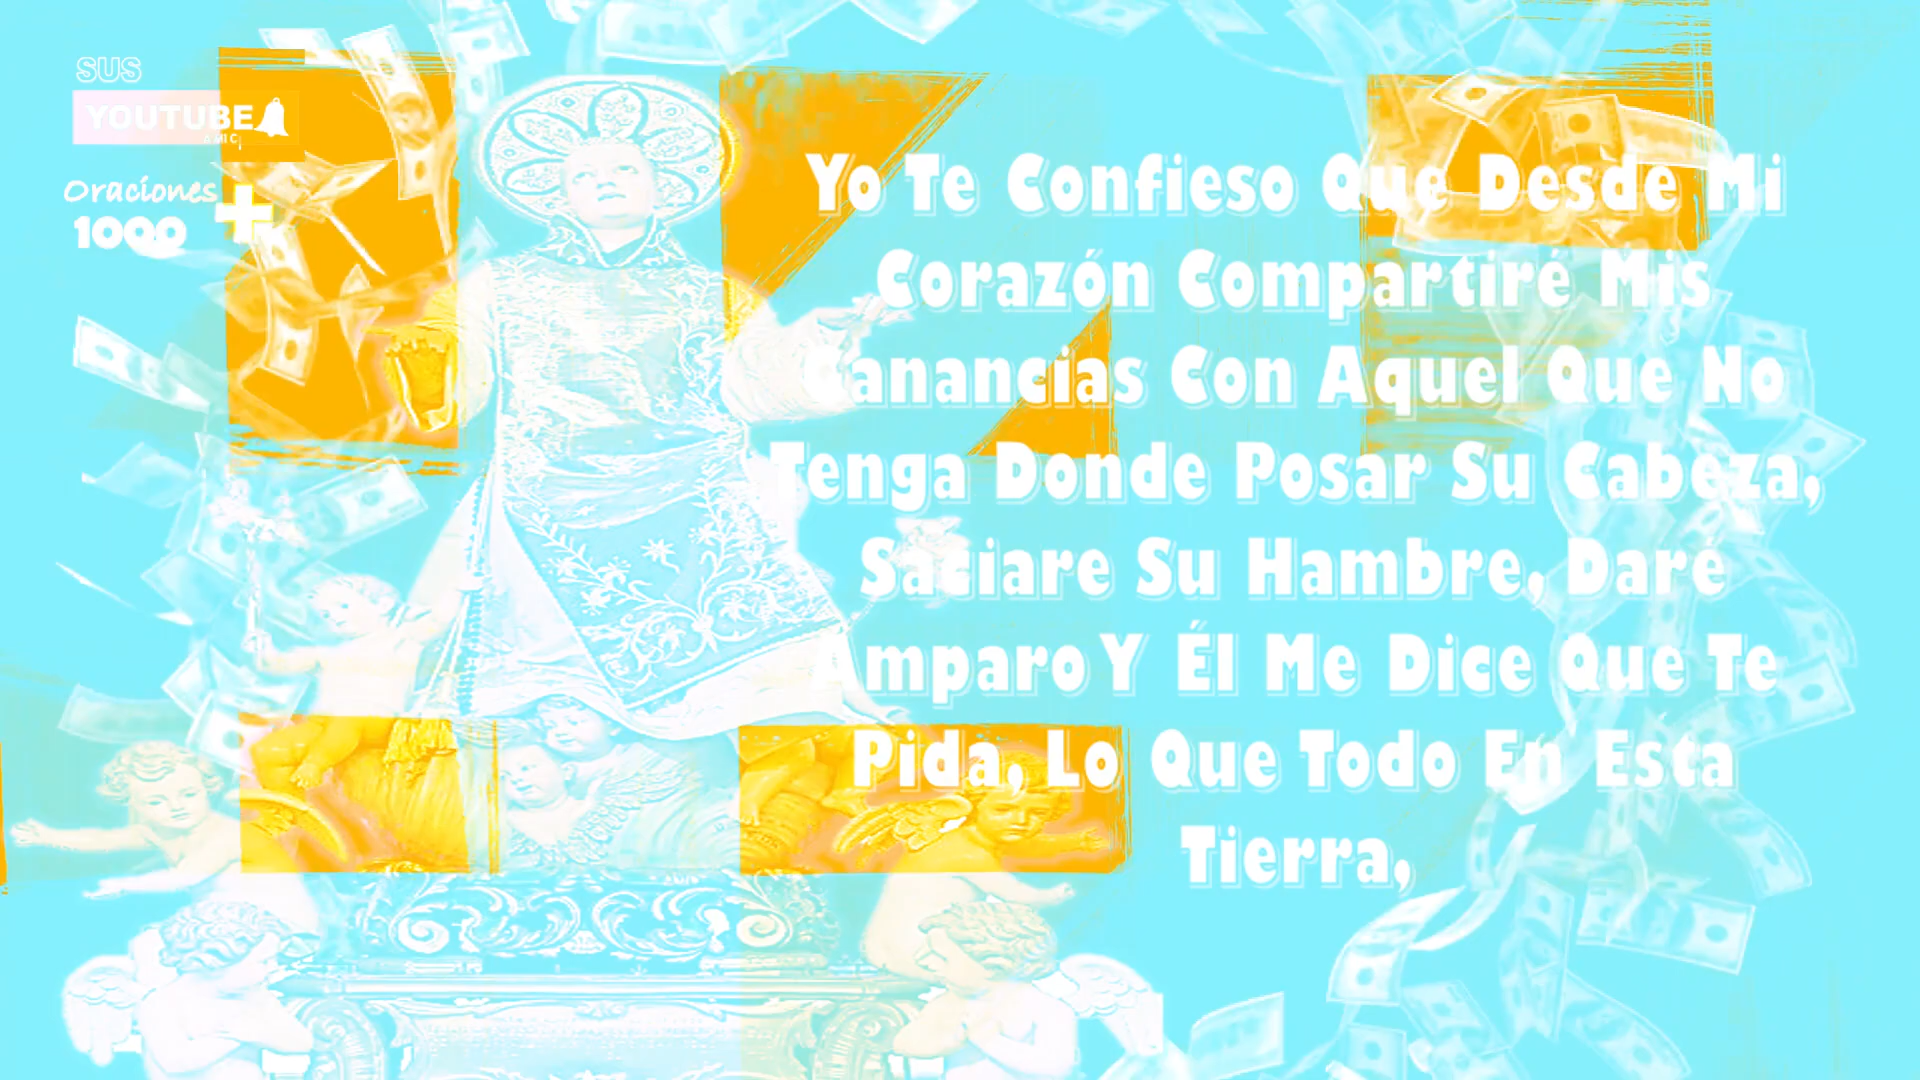 SUS
YOUTUBE
Oraciones
1000 +
Yo Te Confieso Que Desde Mi
Corazón Compartiré Mis
Ganancias Con Aquel Que No
Tenga Donde Posar Su Cabeza,
Saciare Su Hambre, Daré
Amparo Y Él Me Dice Que Te
Pida, Lo Que Todo En Esta
Tierra,